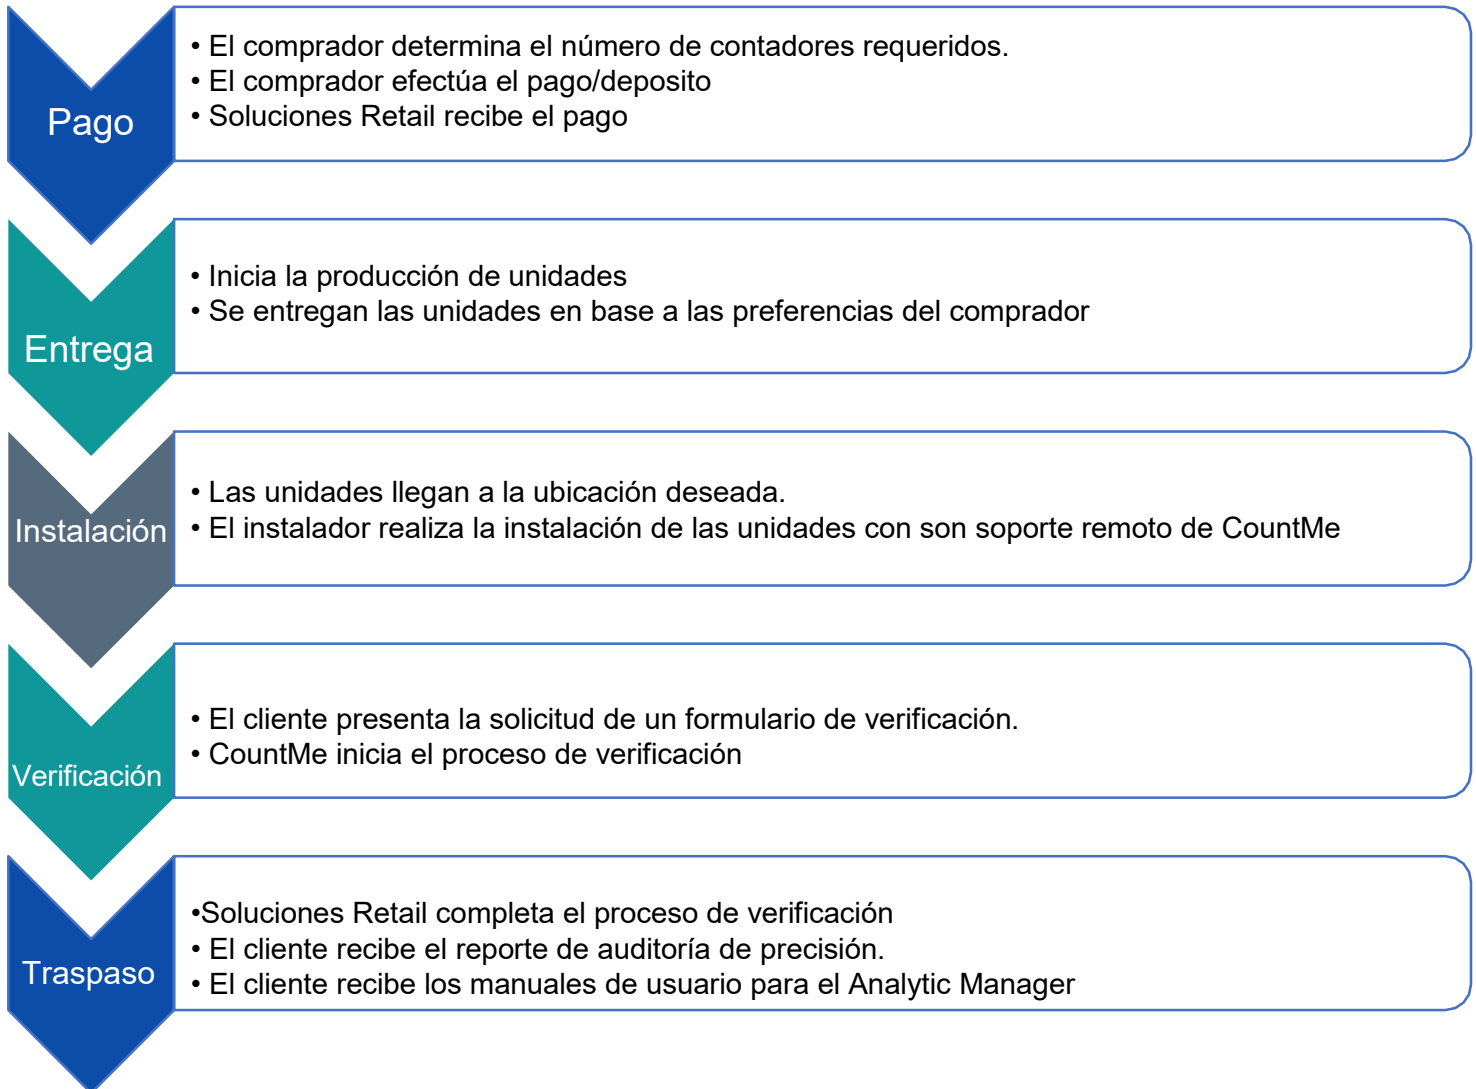 Pago
• El comprador determina el número de contadores requeridos.
• El comprador efectúa el pago/deposito
• Soluciones Retail recibe el pago
Entrega
• Inicia la producción de unidades
• Se entregan las unidades en base a las preferencias del comprador
Instalación
• Las unidades llegan a la ubicación deseada.
• El instalador realiza la instalación de las unidades con son soporte remoto de CountMe
Verificación
• El cliente presenta la solicitud de un formulario de verificación.
• CountMe inicia el proceso de verificación
Traspaso
•Soluciones Retail completa el proceso de verificación
• El cliente recibe el reporte de auditoría de precisión.
• El cliente recibe los manuales de usuario para el Analytic Manager